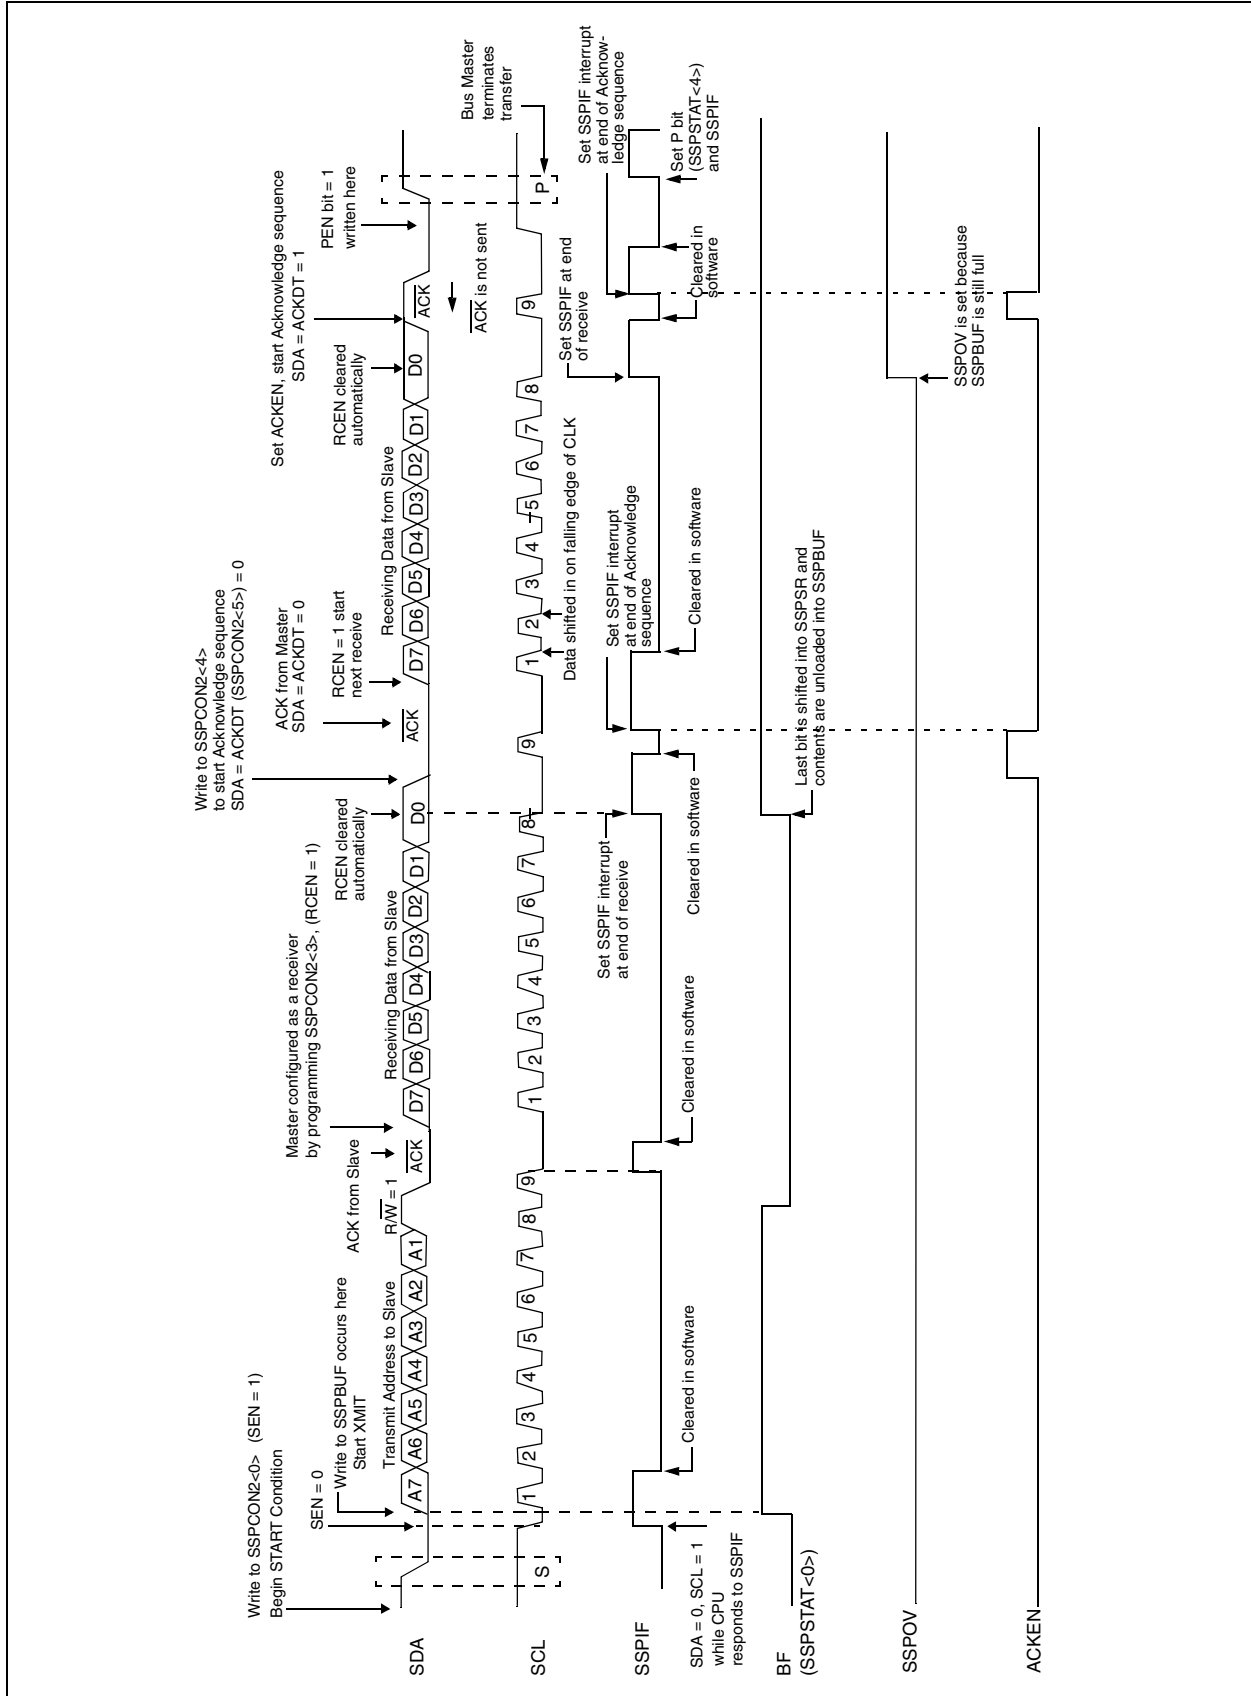 Write to SSPCON2<0> (SEN = 1)
Begin START Condition
SEN = 0
Write to SSPBUF occurs here
Start XMIT
Transmit Address to Slave
R/W = 1
ACK from Slave
Master configured as a receiver
by programming SSPCON2<3>, (RCEN = 1)
Receiving Data from Slave
RCEN cleared
automatically
Write to SSPCON2<4>
to start Acknowledge sequence
SDA = ACKDT (SSPCON2<5>) = 0
ACK from Master
SDA = ACKDT = 0
RCEN = 1 start
next receive
Receiving Data from Slave
RCEN cleared
automatically
Set ACKEN, start Acknowledge sequence
SDA = ACKDT = 1
PEN bit = 1
written here
SDA
A7 A6 A5 A4 A3 A2 A1
ACK
D7 D6 D5 D4 D3 D2 D1 D0
ACK
D7 D6 D5 D4 D3 D2 D1 D0
ACK
ACK is not sent
Bus Master
terminates
transfer
SCL
S
1 2 3 4 5 6 7 8 9
1 2 3 4 5 6 7 8 9
1 2 3 4 5 6 7 8 9
P
Data shifted in on falling edge of CLK
SSPIF
SDA = 0, SCL = 1
while CPU
responds to SSPIF
Cleared in software
Cleared in software
Set SSPIF interrupt
at end of receive
Cleared in software
Set SSPIF interrupt
at end of Acknowledge
sequence
Cleared in software
Set SSPIF at end
of receive
Cleared in
software
Set SSPIF interrupt
at end of Acknow-
ledge sequence
Set P bit
(SSPSTAT<4>)
and SSPIF
BF
(SSPSTAT<0>)
Last bit is shifted into SSPSR and
contents are unloaded into SSPBUF
SSPOV
SSPOV is set because
SSPBUF is still full
ACKEN